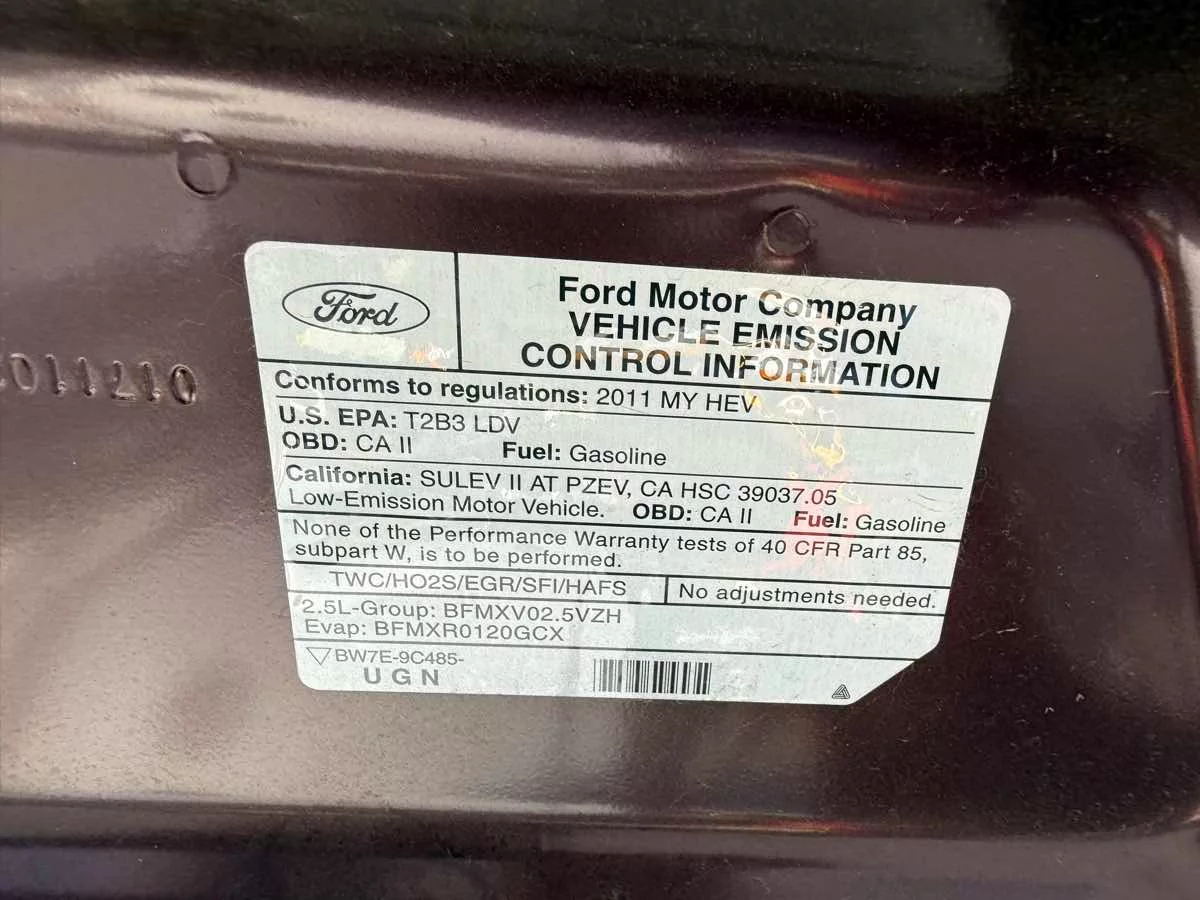 Ford
Ford Motor Company
VEHICLE EMISSION
CONTROL INFORMATION
Conforms to regulations: 2011 MY HEV
U.S. EPA: T2B3 LDV
OBD: CA II Fuel: Gasoline
California: SULEV II AT PZEV, CA HSC 39037.05
Low-Emission Motor Vehicle. OBD: CA II Fuel: Gasoline
None of the Performance Warranty tests of 40 CFR Part 85,
subpart W, is to be performed.
TWC/HO2S/EGR/SFI/HAFS No adjustments needed.
2.5L-Group: BFMXV02.5VZH
Evap: BFMXR0120GCX
BW7E-9C485-
UGN